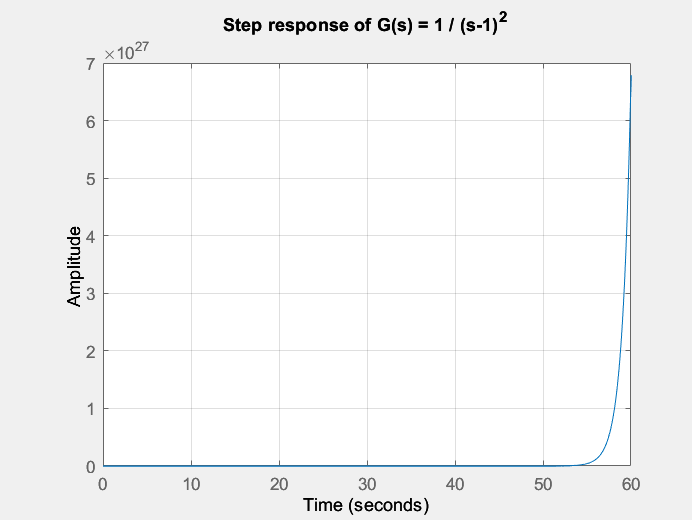 Step response of G(s) = 1 / (s-1)²
×10²⁷
7
6
5
4
3
2
1
0
Amplitude
0 10 20 30 40 50 60
Time (seconds)